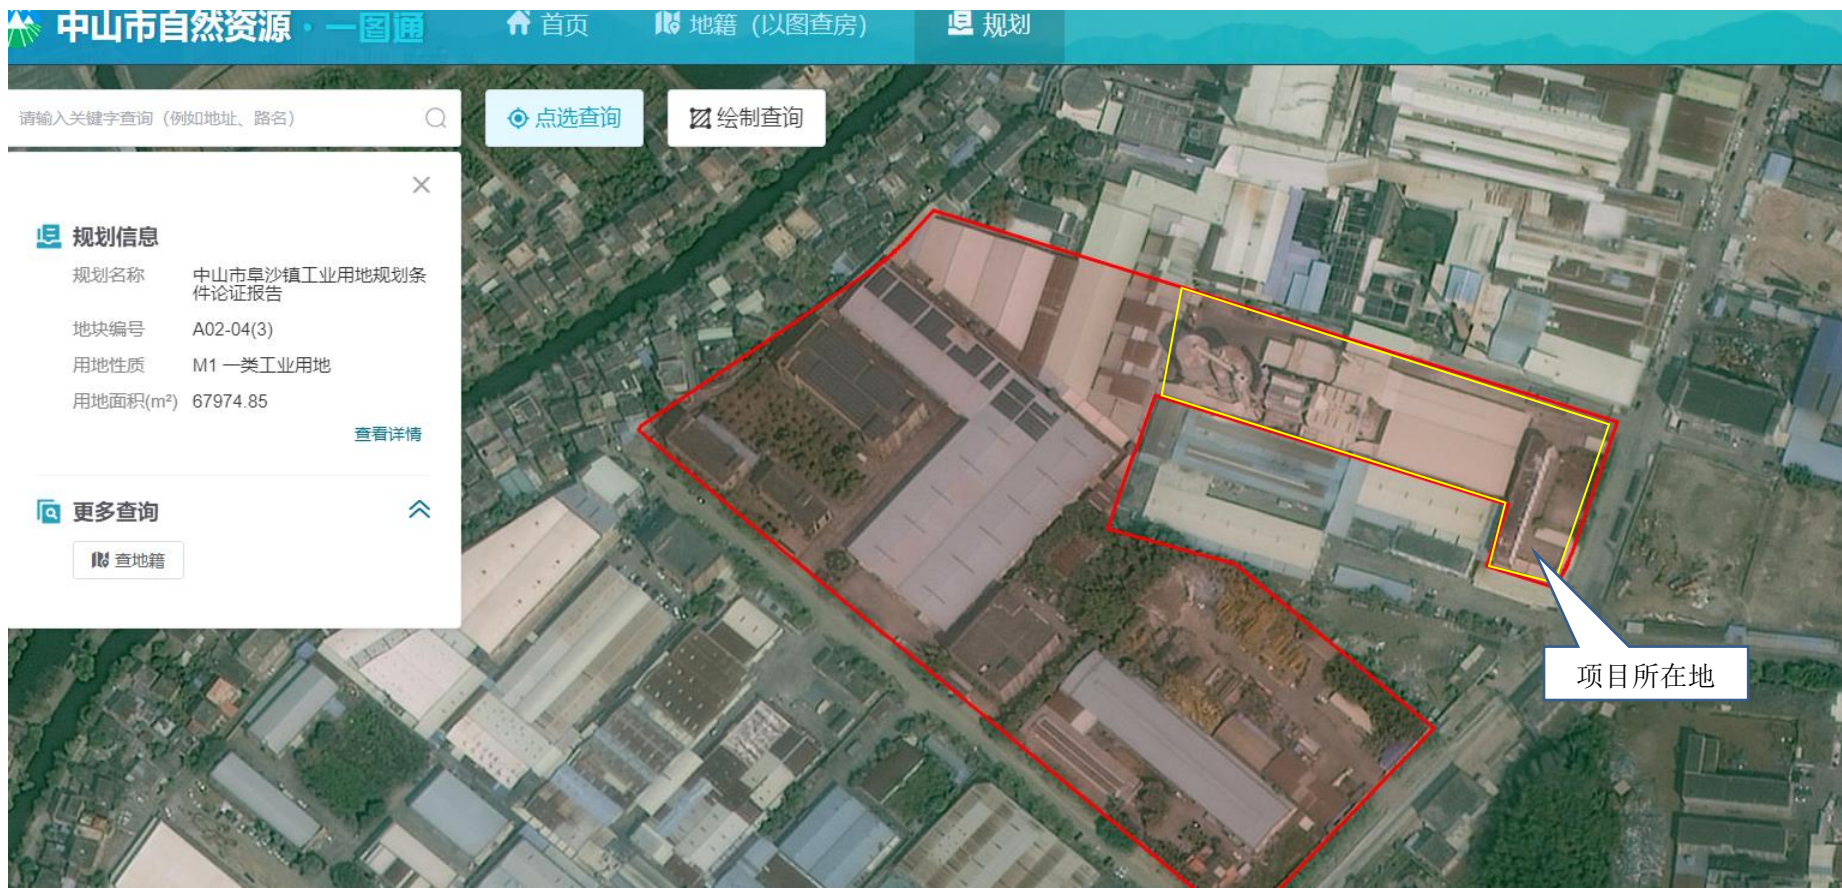 中山市自然资源·一图通
首页
地籍（以图查房）
规划
请输入关键字查询（例如地址、路名）
点选查询
绘制查询
规划信息
规划名称 中山市阜沙镇工业用地规划条
件论证报告
地块编号 A02-04(3)
用地性质 M1 一类工业用地
用地面积(m²) 67974.85
查看详情
更多查询
查地籍
项目所在地